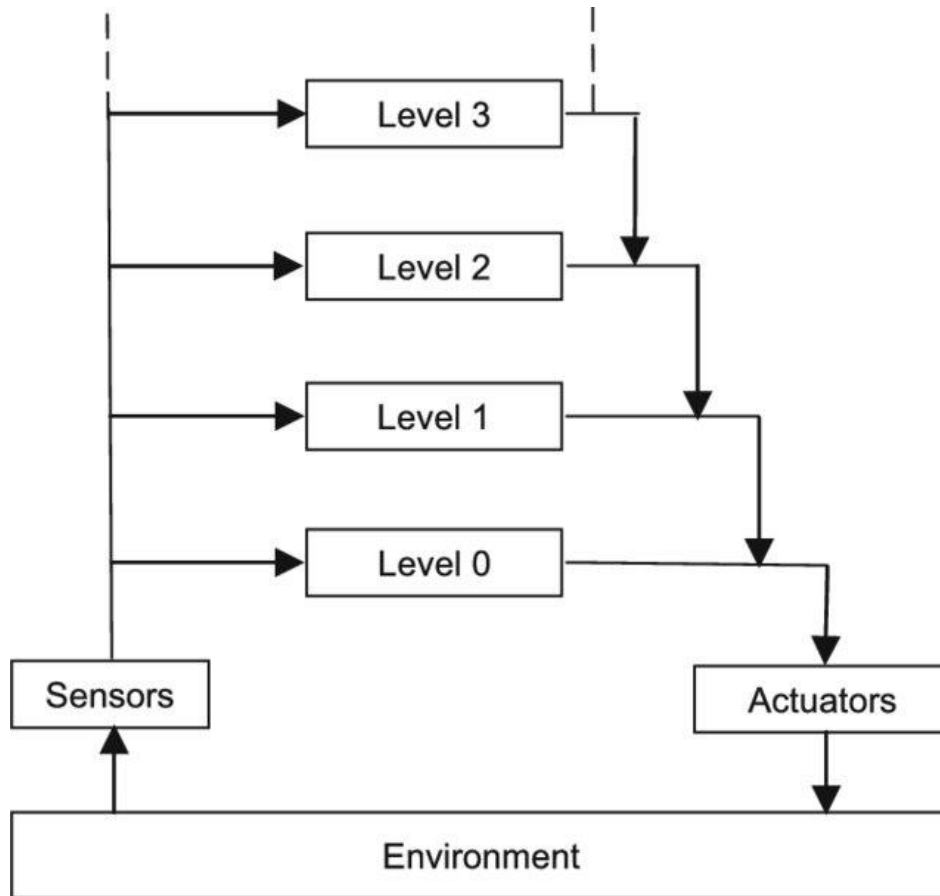 Level 3
Level 2
Level 1
Level 0
Sensors
Actuators
Environment